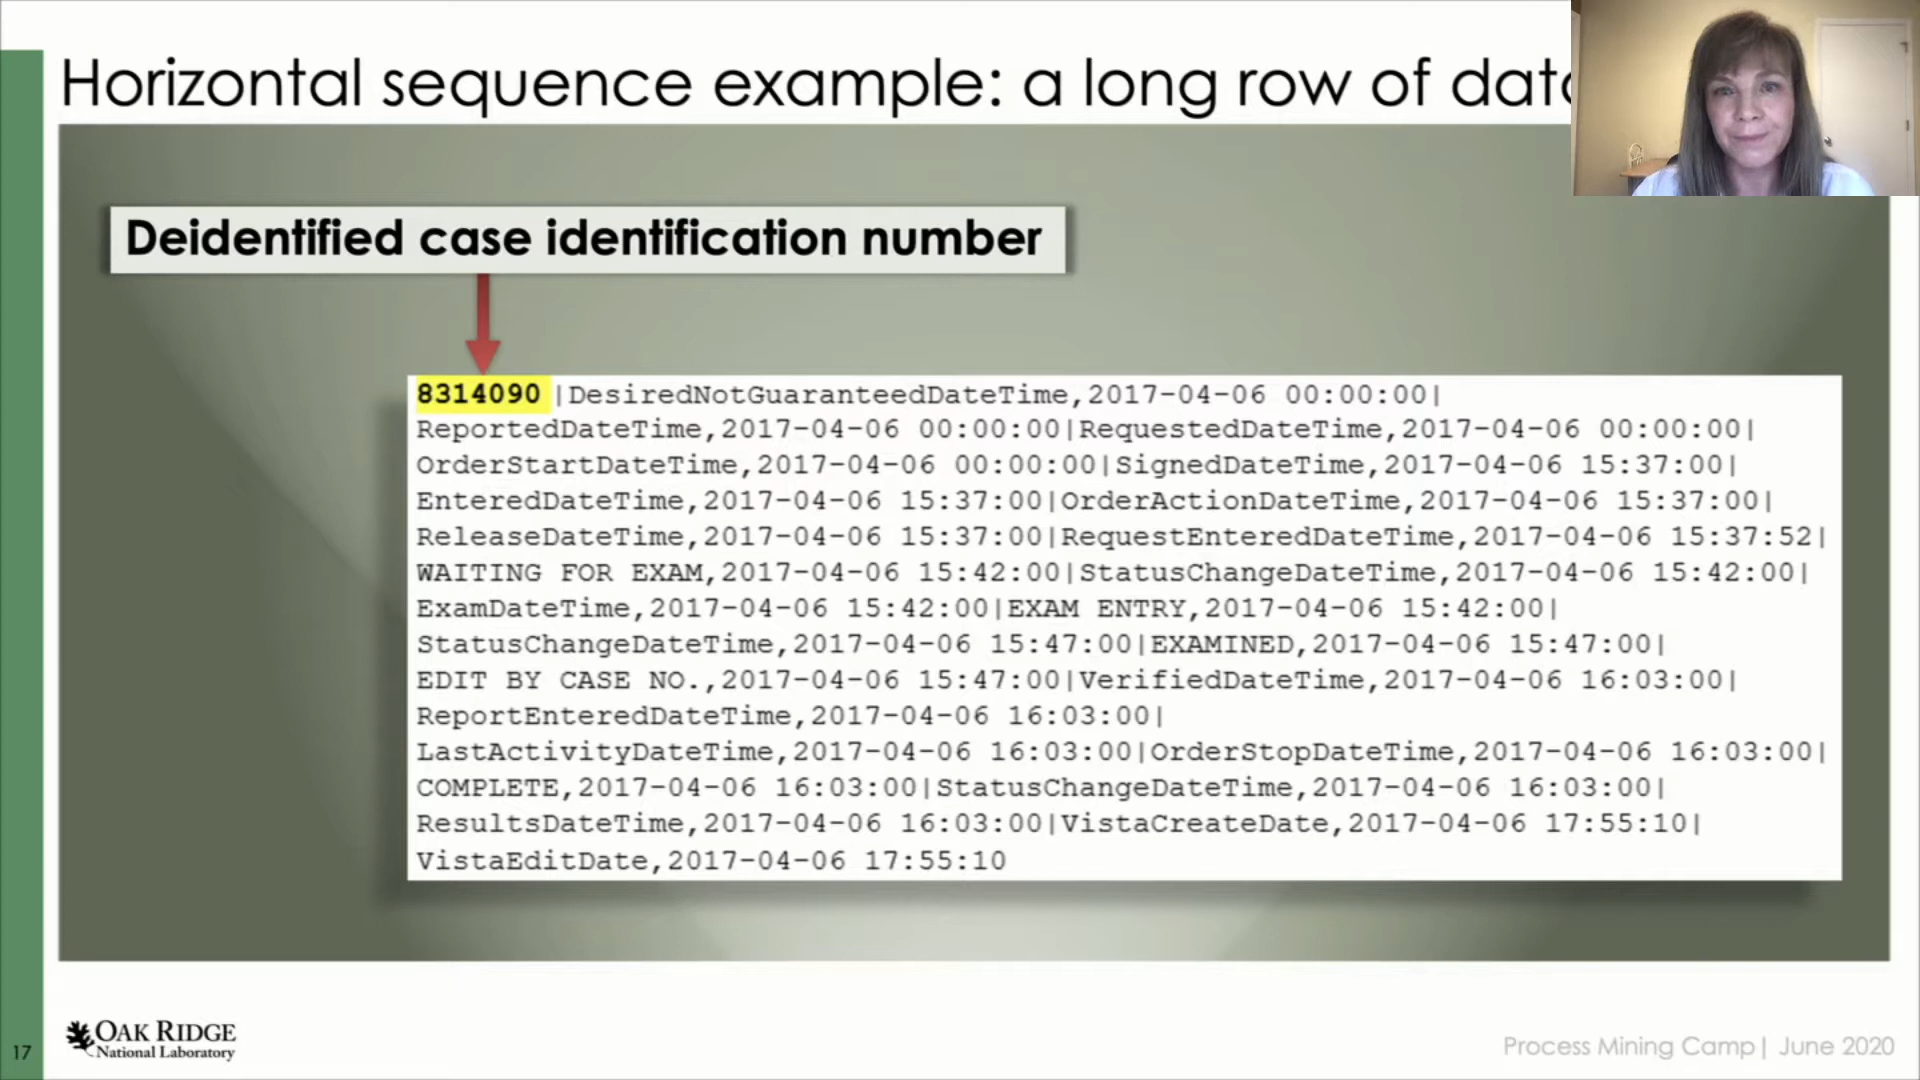 Horizontal sequence example: a long row of data
Deidentified case identification number
8314090 |DesiredNotGuaranteedDateTime,2017-04-06 00:00:00|
ReportedDateTime,2017-04-06 00:00:00|RequestedDateTime,2017-04-06 00:00:00|
OrderStartDateTime,2017-04-06 00:00:00|SignedDateTime,2017-04-06 15:37:00|
EnteredDateTime,2017-04-06 15:37:00|OrderActionDateTime,2017-04-06 15:37:00|
ReleaseDateTime,2017-04-06 15:37:00|RequestEnteredDateTime,2017-04-06 15:37:52|
WAITING FOR EXAM,2017-04-06 15:42:00|StatusChangeDateTime,2017-04-06 15:42:00|
ExamDateTime,2017-04-06 15:42:00|EXAM ENTRY,2017-04-06 15:42:00|
StatusChangeDateTime,2017-04-06 15:47:00|EXAMINED,2017-04-06 15:47:00|
EDIT BY CASE NO.,2017-04-06 15:47:00|VerifiedDateTime,2017-04-06 16:03:00|
ReportEnteredDateTime,2017-04-06 16:03:00|
LastActivityDateTime,2017-04-06 16:03:00|OrderStopDateTime,2017-04-06 16:03:00|
COMPLETE,2017-04-06 16:03:00|StatusChangeDateTime,2017-04-06 16:03:00|
ResultsDateTime,2017-04-06 16:03:00|VistaCreateDate,2017-04-06 17:55:10|
VistaEditDate,2017-04-06 17:55:10
17
OAK RIDGE
National Laboratory
Process Mining Camp| June 2020